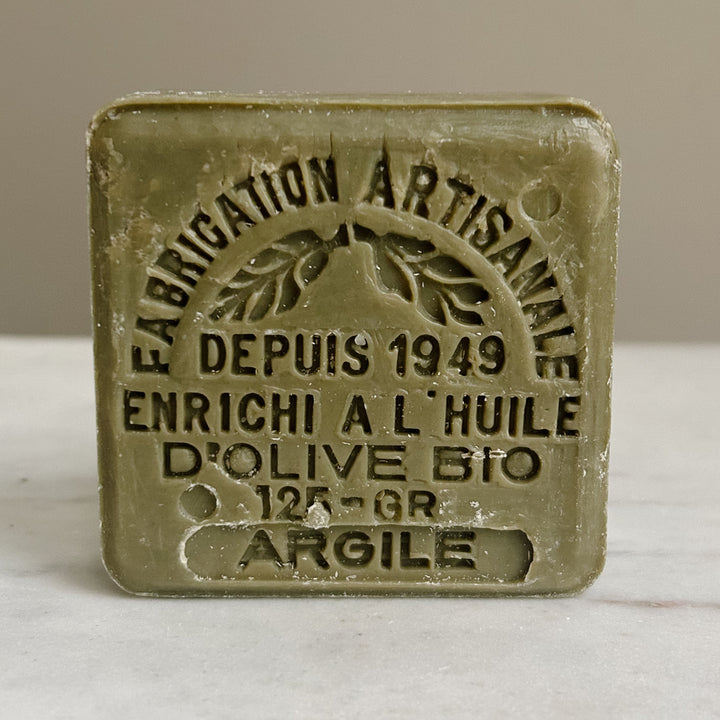 FABRICATION ARTISANALE
DEPUIS 1949
ENRICHI A L'HUILE
D'OLIVE BIO
125-GR
ARGILE